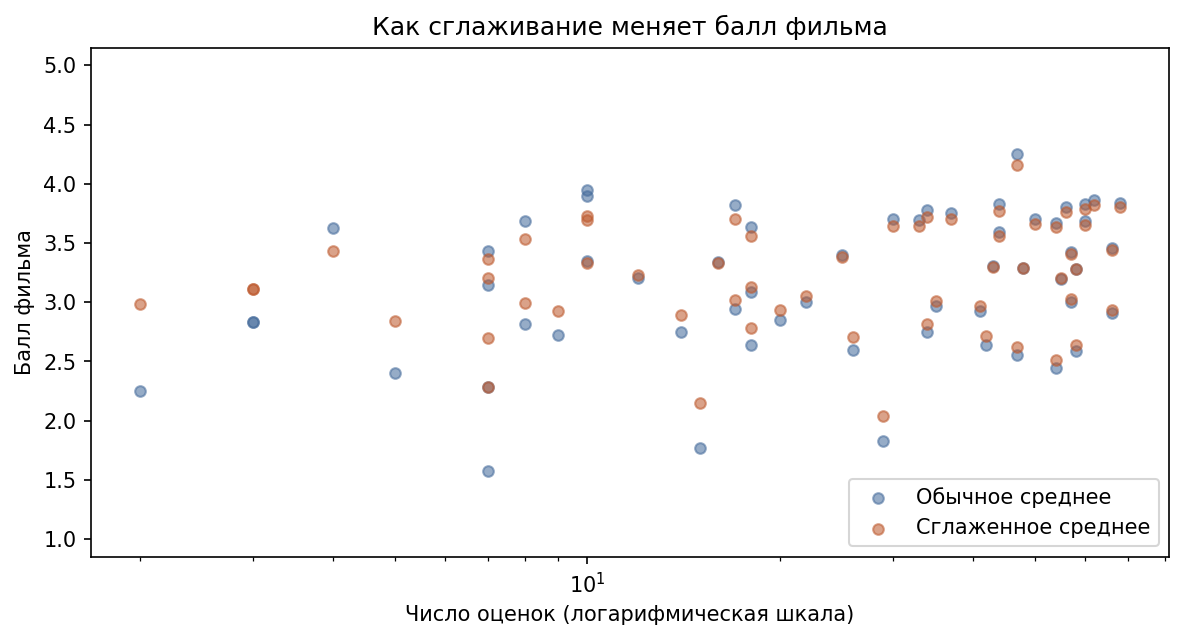 Как сглаживание меняет балл фильма
Балл фильма
5.0
4.5
4.0
3.5
3.0
2.5
2.0
1.5
1.0
Обычное среднее
Сглаженное среднее
10¹
Число оценок (логарифмическая шкала)